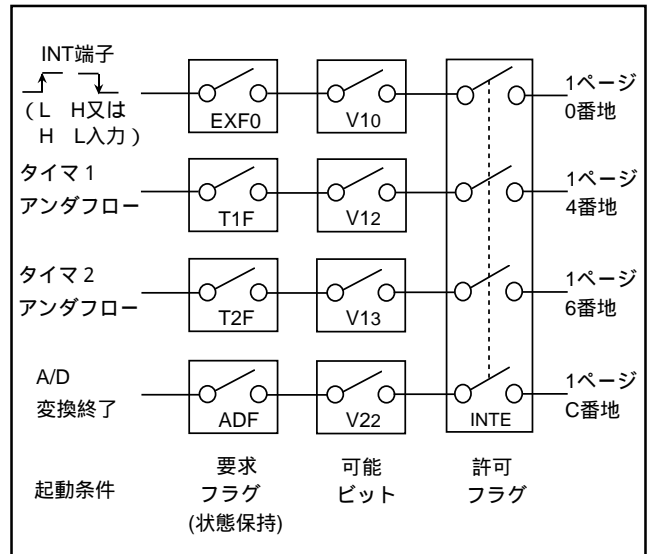 INT端子
(L H又は
H L入力)
EXF0
V10
1ページ
0番地
タイマ1
アンダフロー
T1F
V12
1ページ
4番地
タイマ2
アンダフロー
T2F
V13
1ページ
6番地
A/D
変換終了
ADF
V22
INTE
1ページ
C番地
起動条件
要求
フラグ
(状態保持)
可能
ビット
許可
フラグ